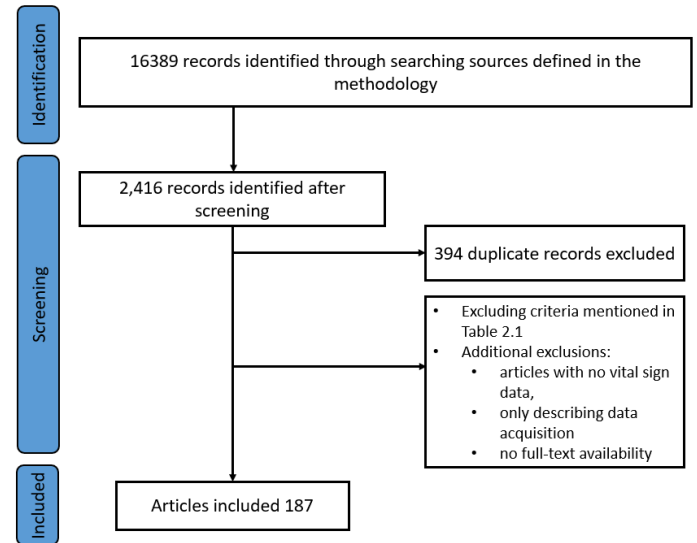 Identification
16389 records identified through searching sources defined in the
methodology
Screening
2,416 records identified after
screening
394 duplicate records excluded
• Excluding criteria mentioned in
Table 2.1
• Additional exclusions:
• articles with no vital sign
data,
• only describing data
acquisition
• no full-text availability
Included
Articles included 187